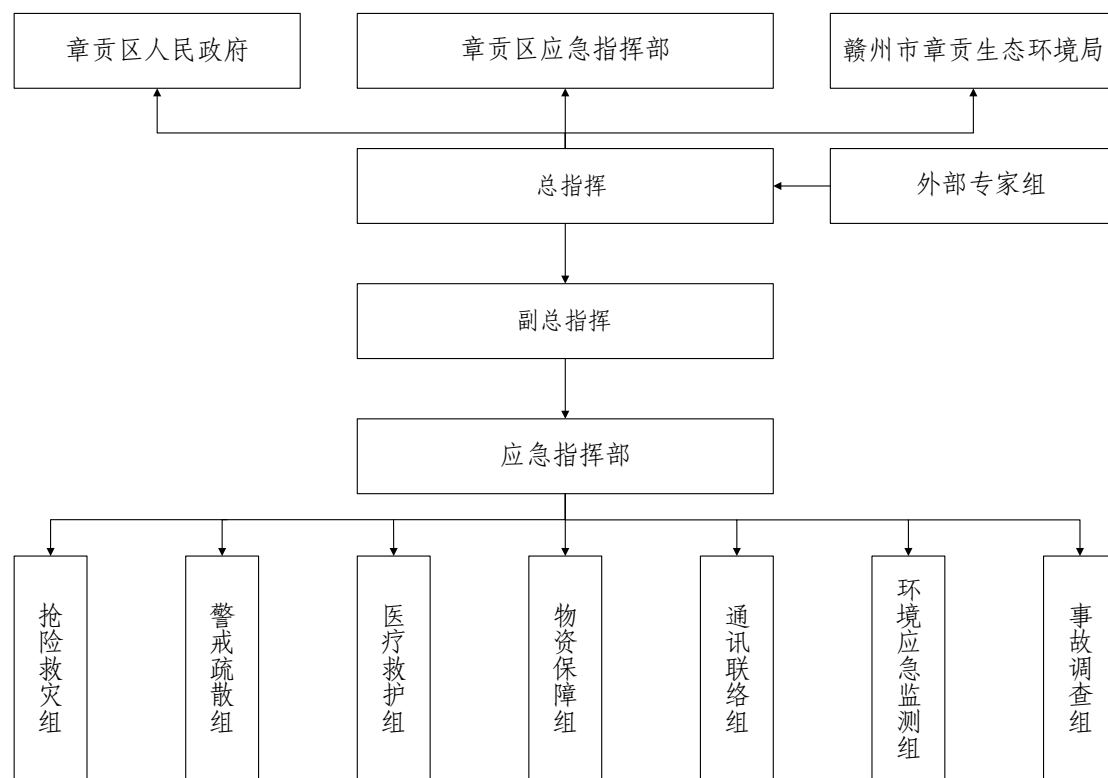 章贡区人民政府
章贡区应急指挥部
赣州市章贡生态环境局
总指挥
外部专家组
副总指挥
应急指挥部
抢险救灾组
警戒疏散组
医疗救护组
物资保障组
通讯联络组
环境应急监测组
事故调查组